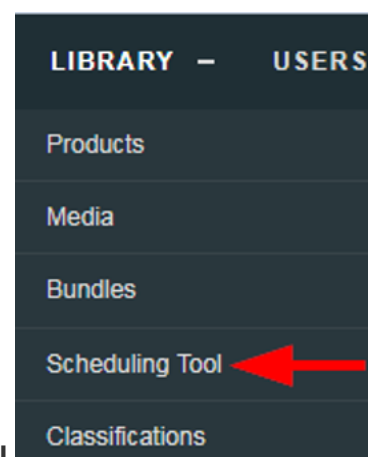 LIBRARY – USERS
Products
Media
Bundles
Scheduling Tool
Classifications